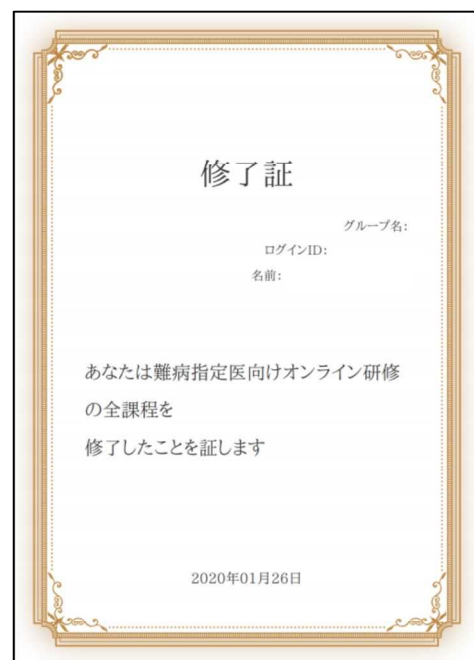 修了証
グループ名:
ログインID:
名前:
あなたは難病指定医向けオンライン研修
の全課程を
修了したことを証します
2020年01月26日